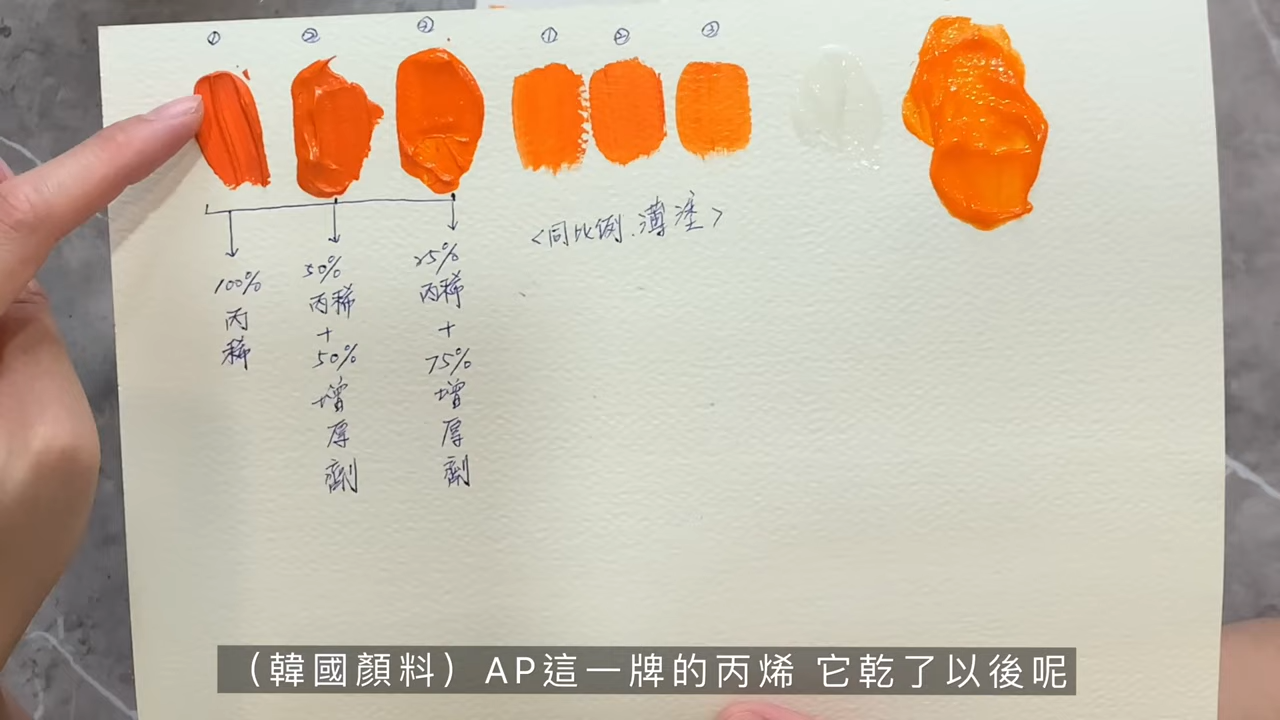 ① ② ③ ① ② ③
<同比例.薄塗>
100%
丙
稀
50%
丙稀
+
50%
增
厚
劑
25%
丙稀
+
75%
增
厚
劑
（韓國顏料）AP這一牌的丙烯 它乾了以後呢